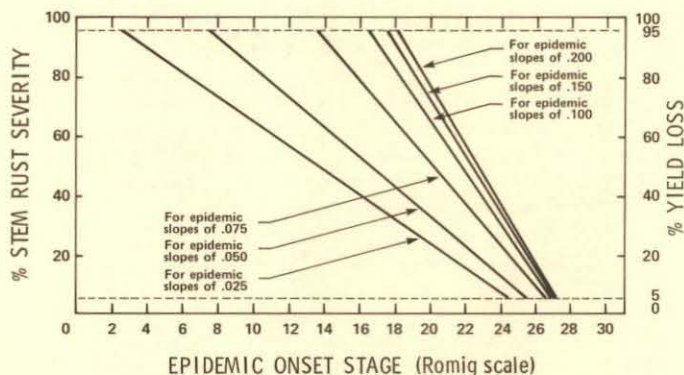 100
80
60
40
20
% STEM RUST SEVERITY
For epidemic
slopes of .200
For epidemic
slopes of .150
For epidemic
slopes of .100
For epidemic
slopes of .075
For epidemic
slopes of .050
For epidemic
slopes of .025
100
95
80
60
40
20
5
0
% YIELD LOSS
0 2 4 6 8 10 12 14 16 18 20 22 24 26 28 30
EPIDEMIC ONSET STAGE (Romig scale)